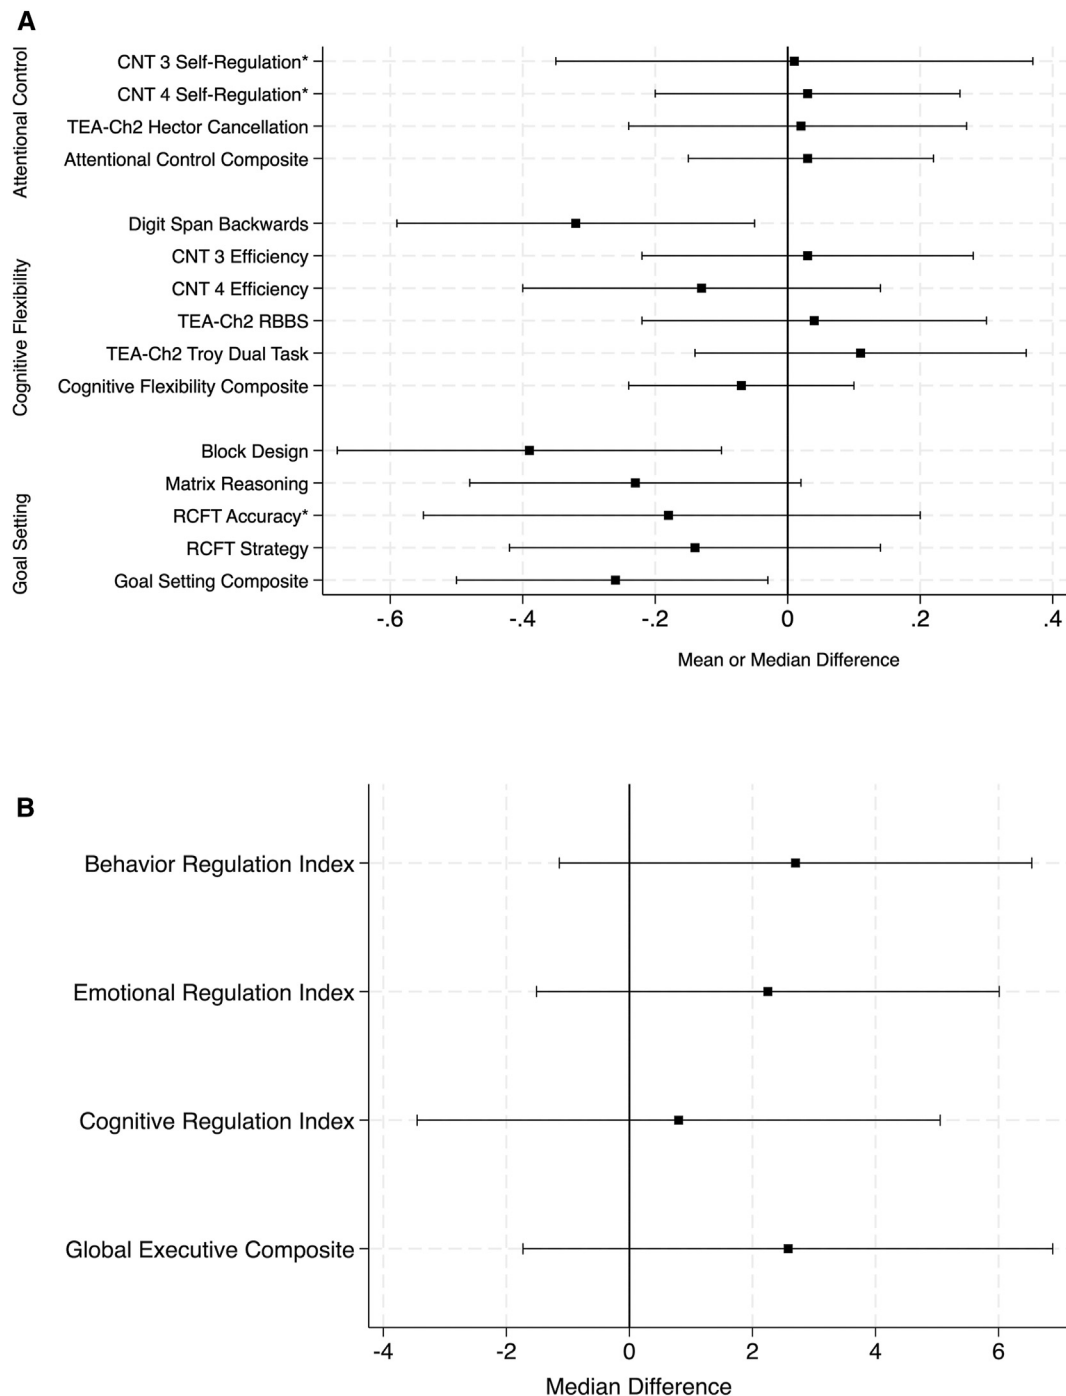 A
Attentional Control
CNT 3 Self-Regulation*
CNT 4 Self-Regulation*
TEA-Ch2 Hector Cancellation
Attentional Control Composite
Cognitive Flexibility
Digit Span Backwards
CNT 3 Efficiency
CNT 4 Efficiency
TEA-Ch2 RBBS
TEA-Ch2 Troy Dual Task
Cognitive Flexibility Composite
Goal Setting
Block Design
Matrix Reasoning
RCFT Accuracy*
RCFT Strategy
Goal Setting Composite
-.6 -.4 -.2 0 .2 .4
Mean or Median Difference
B
Behavior Regulation Index
Emotional Regulation Index
Cognitive Regulation Index
Global Executive Composite
-4 -2 0 2 4 6
Median Difference